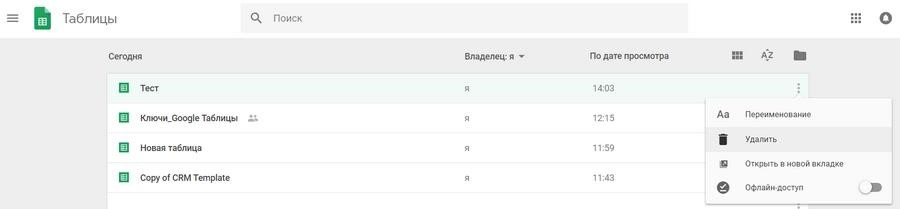 Таблицы
Поиск
Сегодня Владелец: я По дате просмотра AZ
Тест я 14:03
Ключи_Google Таблицы я 12:15
Новая таблица я 11:59
Copy of CRM Template я 11:43
Aa Переименование
Удалить
Открыть в новой вкладке
Офлайн-доступ